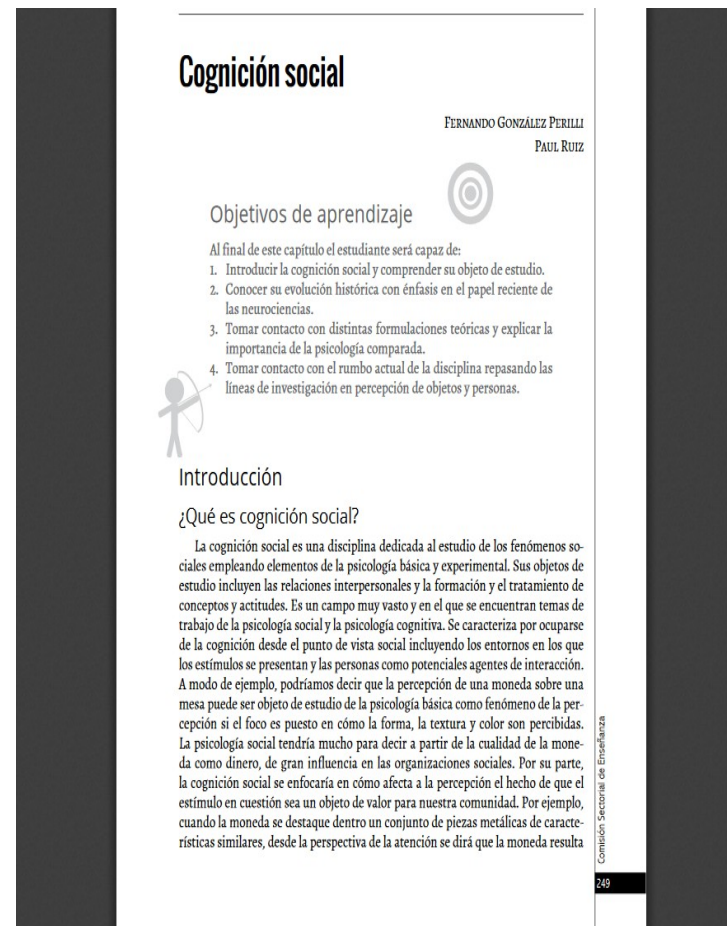 Cognición social
Fernando González Perilli
Paul Ruiz
Objetivos de aprendizaje
Al final de este capítulo el estudiante será capaz de:
1. Introducir la cognición social y comprender su objeto de estudio.
2. Conocer su evolución histórica con énfasis en el papel reciente de
las neurociencias.
3. Tomar contacto con distintas formulaciones teóricas y explicar la
importancia de la psicología comparada.
4. Tomar contacto con el rumbo actual de la disciplina repasando las
líneas de investigación en percepción de objetos y personas.
Introducción
¿Qué es cognición social?
La cognición social es una disciplina dedicada al estudio de los fenómenos so-
ciales empleando elementos de la psicología básica y experimental. Sus objetos de
estudio incluyen las relaciones interpersonales y la formación y el tratamiento de
conceptos y actitudes. Es un campo muy vasto y en el que se encuentran temas de
trabajo de la psicología social y la psicología cognitiva. Se caracteriza por ocuparse
de la cognición desde el punto de vista social incluyendo los entornos en los que
los estímulos se presentan y las personas como potenciales agentes de interacción.
A modo de ejemplo, podríamos decir que la percepción de una moneda sobre una
mesa puede ser objeto de estudio de la psicología básica como fenómeno de la per-
cepción si el foco es puesto en cómo la forma, la textura y color son percibidas.
La psicología social tendría mucho para decir a partir de la cualidad de la mone-
da como dinero, de gran influencia en las organizaciones sociales. Por su parte,
la cognición social se enfocaría en cómo afecta a la percepción el hecho de que el
estímulo en cuestión sea un objeto de valor para nuestra comunidad. Por ejemplo,
cuando la moneda se destaque dentro un conjunto de piezas metálicas de caracte-
rísticas similares, desde la perspectiva de la atención se dirá que la moneda resulta
Comisión Sectorial de Enseñanza
249